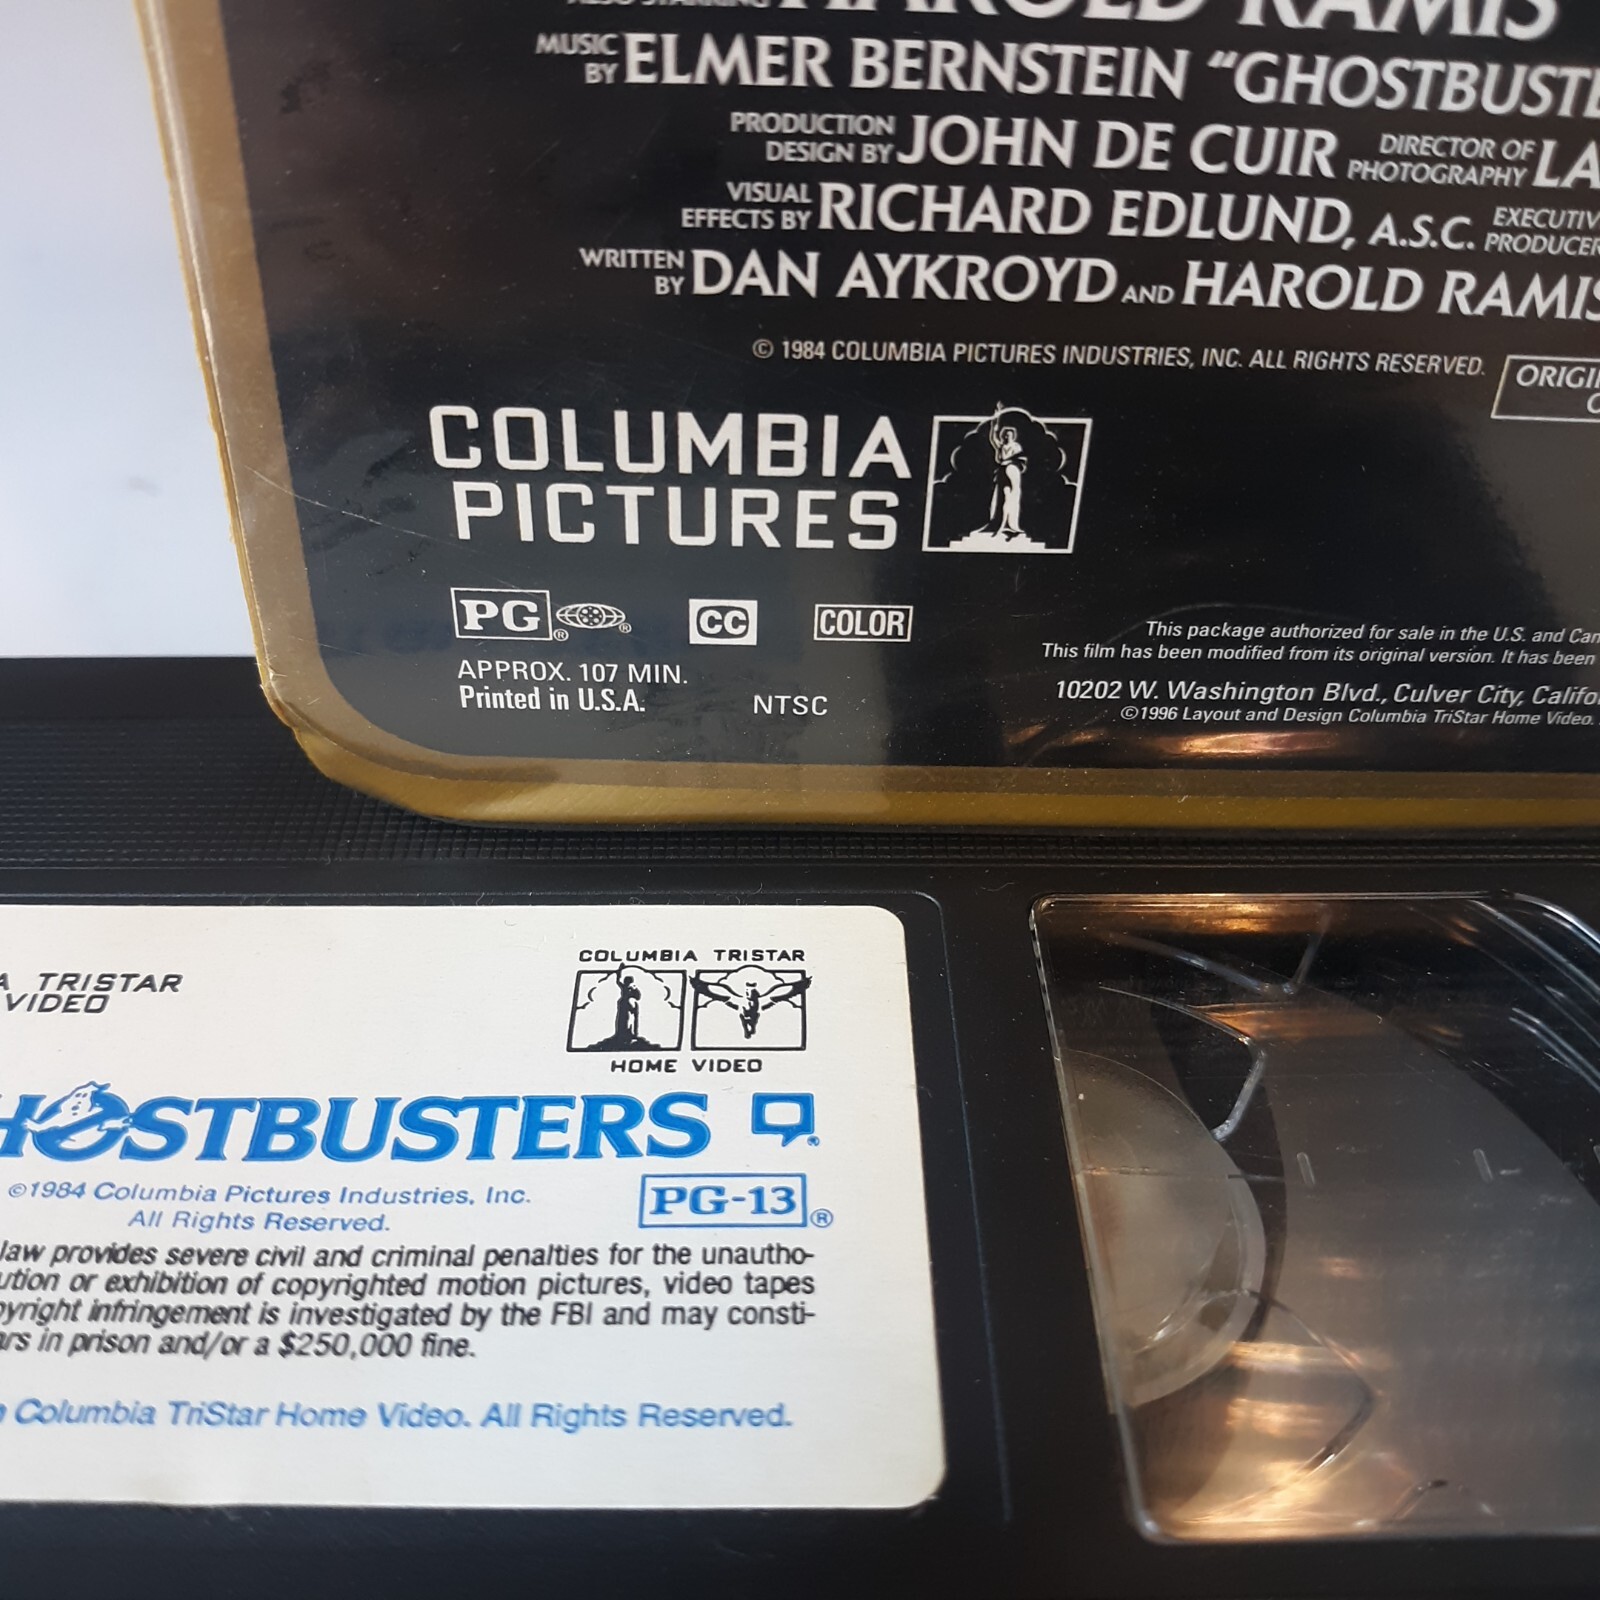 HAROLD RAMIS
MUSIC BY ELMER BERNSTEIN "GHOSTBUSTE
PRODUCTION DESIGN BY JOHN DE CUIR DIRECTOR OF PHOTOGRAPHY LA
VISUAL EFFECTS BY RICHARD EDLUND, A.S.C. EXECUTIV PRODUCER
WRITTEN BY DAN AYKROYD AND HAROLD RAMIS
© 1984 COLUMBIA PICTURES INDUSTRIES, INC. ALL RIGHTS RESERVED.
ORIGI
COLUMBIA
PICTURES
PG ® ® CC COLOR
APPROX. 107 MIN.
Printed in U.S.A. NTSC
This package authorized for sale in the U.S. and Can
This film has been modified from its original version. It has been
10202 W. Washington Blvd., Culver City, Califo
©1996 Layout and Design Columbia TriStar Home Video.
A TRISTAR
VIDEO
COLUMBIA TRISTAR
HOME VIDEO
HOSTBUSTERS
©1984 Columbia Pictures Industries, Inc.
All Rights Reserved.
PG-13 ®
law provides severe civil and criminal penalties for the unautho-
ution or exhibition of copyrighted motion pictures, video tapes
pyright infringement is investigated by the FBI and may consti-
ars in prison and/or a $250,000 fine.
Columbia TriStar Home Video. All Rights Reserved.